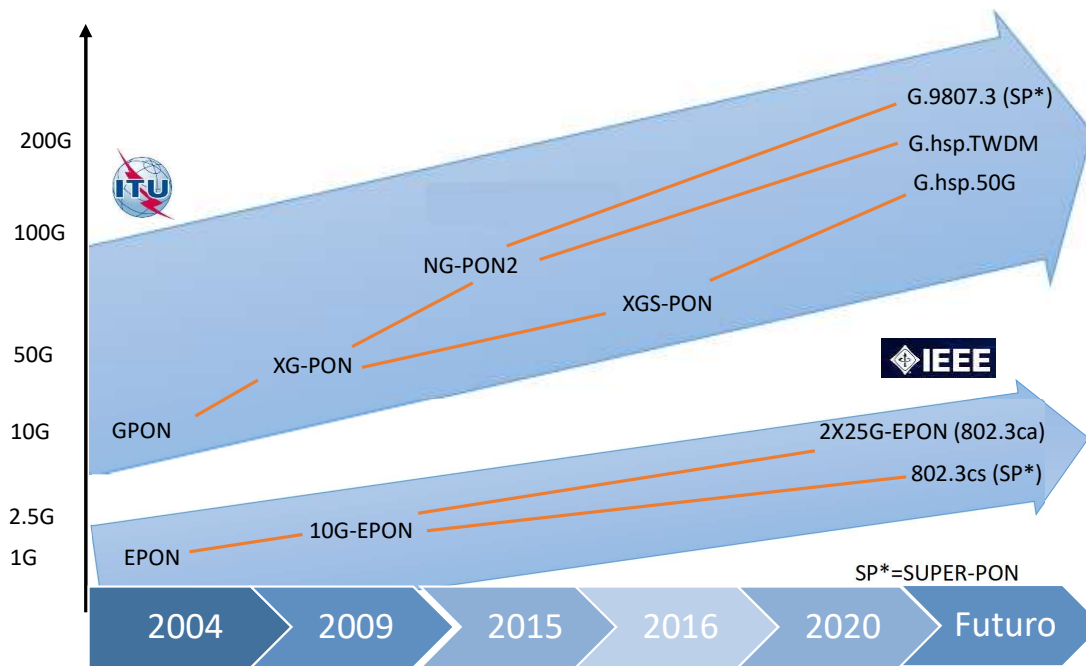 G.9807.3 (SP*)
200G
G.hsp.TWDM
ITU
G.hsp.50G
100G
NG-PON2
XGS-PON
50G
XG-PON
IEEE
10G
GPON
2X25G-EPON (802.3ca)
802.3cs (SP*)
2.5G
10G-EPON
1G
EPON
SP*=SUPER-PON
2004
2009
2015
2016
2020
Futuro